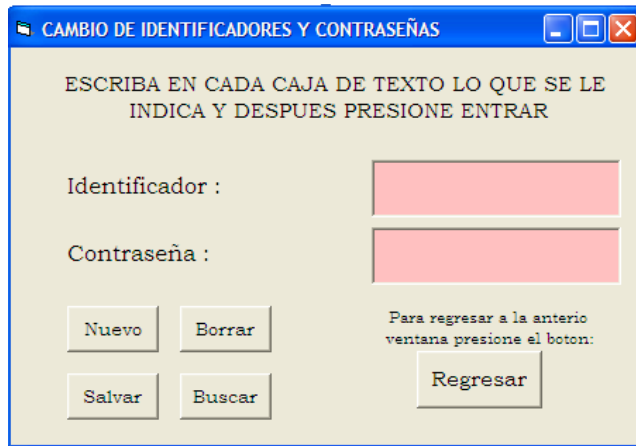 CAMBIO DE IDENTIFICADORES Y CONTRASEÑAS
ESCRIBA EN CADA CAJA DE TEXTO LO QUE SE LE
INDICA Y DESPUES PRESIONE ENTRAR
Identificador :
Contraseña :
Nuevo
Borrar
Para regresar a la anterio
ventana presione el boton:
Regresar
Salvar
Buscar